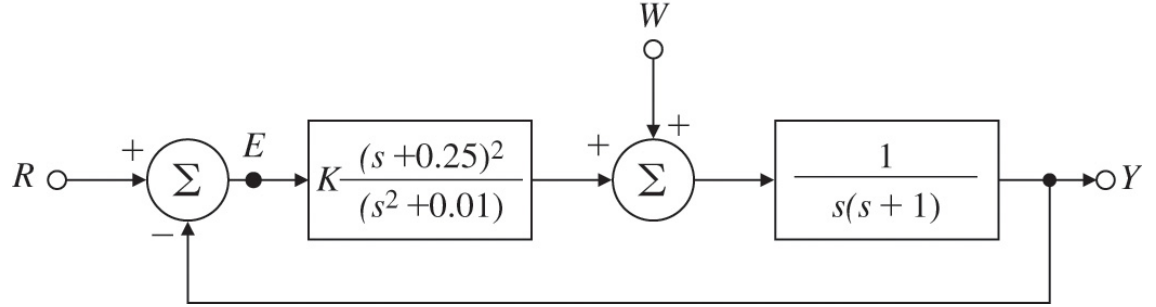 W
+
+
R
+
Σ
−
E
K (s +0.25)² / (s² +0.01)
Σ
1 / s(s + 1)
Y